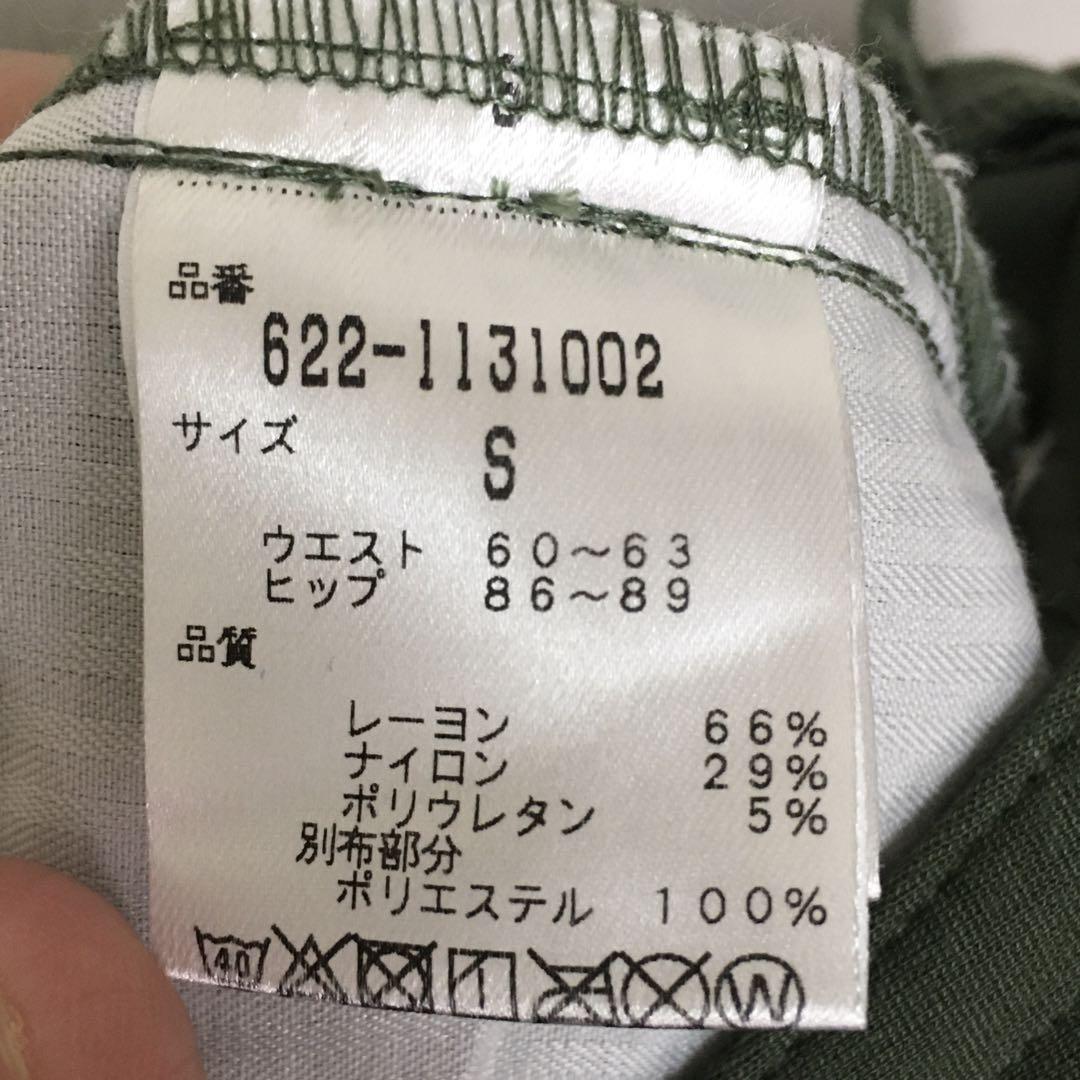 品番
622-1131002
サイズ
S
ウエスト 60～63
ヒップ 86～89
品質
レーヨン 66%
ナイロン 29%
ポリウレタン 5%
別布部分
ポリエステル 100%
40
W